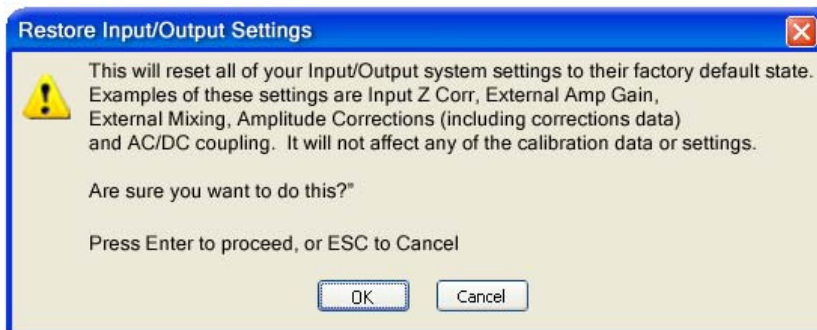 Restore Input/Output Settings
This will reset all of your Input/Output system settings to their factory default state.
Examples of these settings are Input Z Corr, External Amp Gain,
External Mixing, Amplitude Corrections (including corrections data)
and AC/DC coupling.  It will not affect any of the calibration data or settings.
Are sure you want to do this?"
Press Enter to proceed, or ESC to Cancel
OK
Cancel